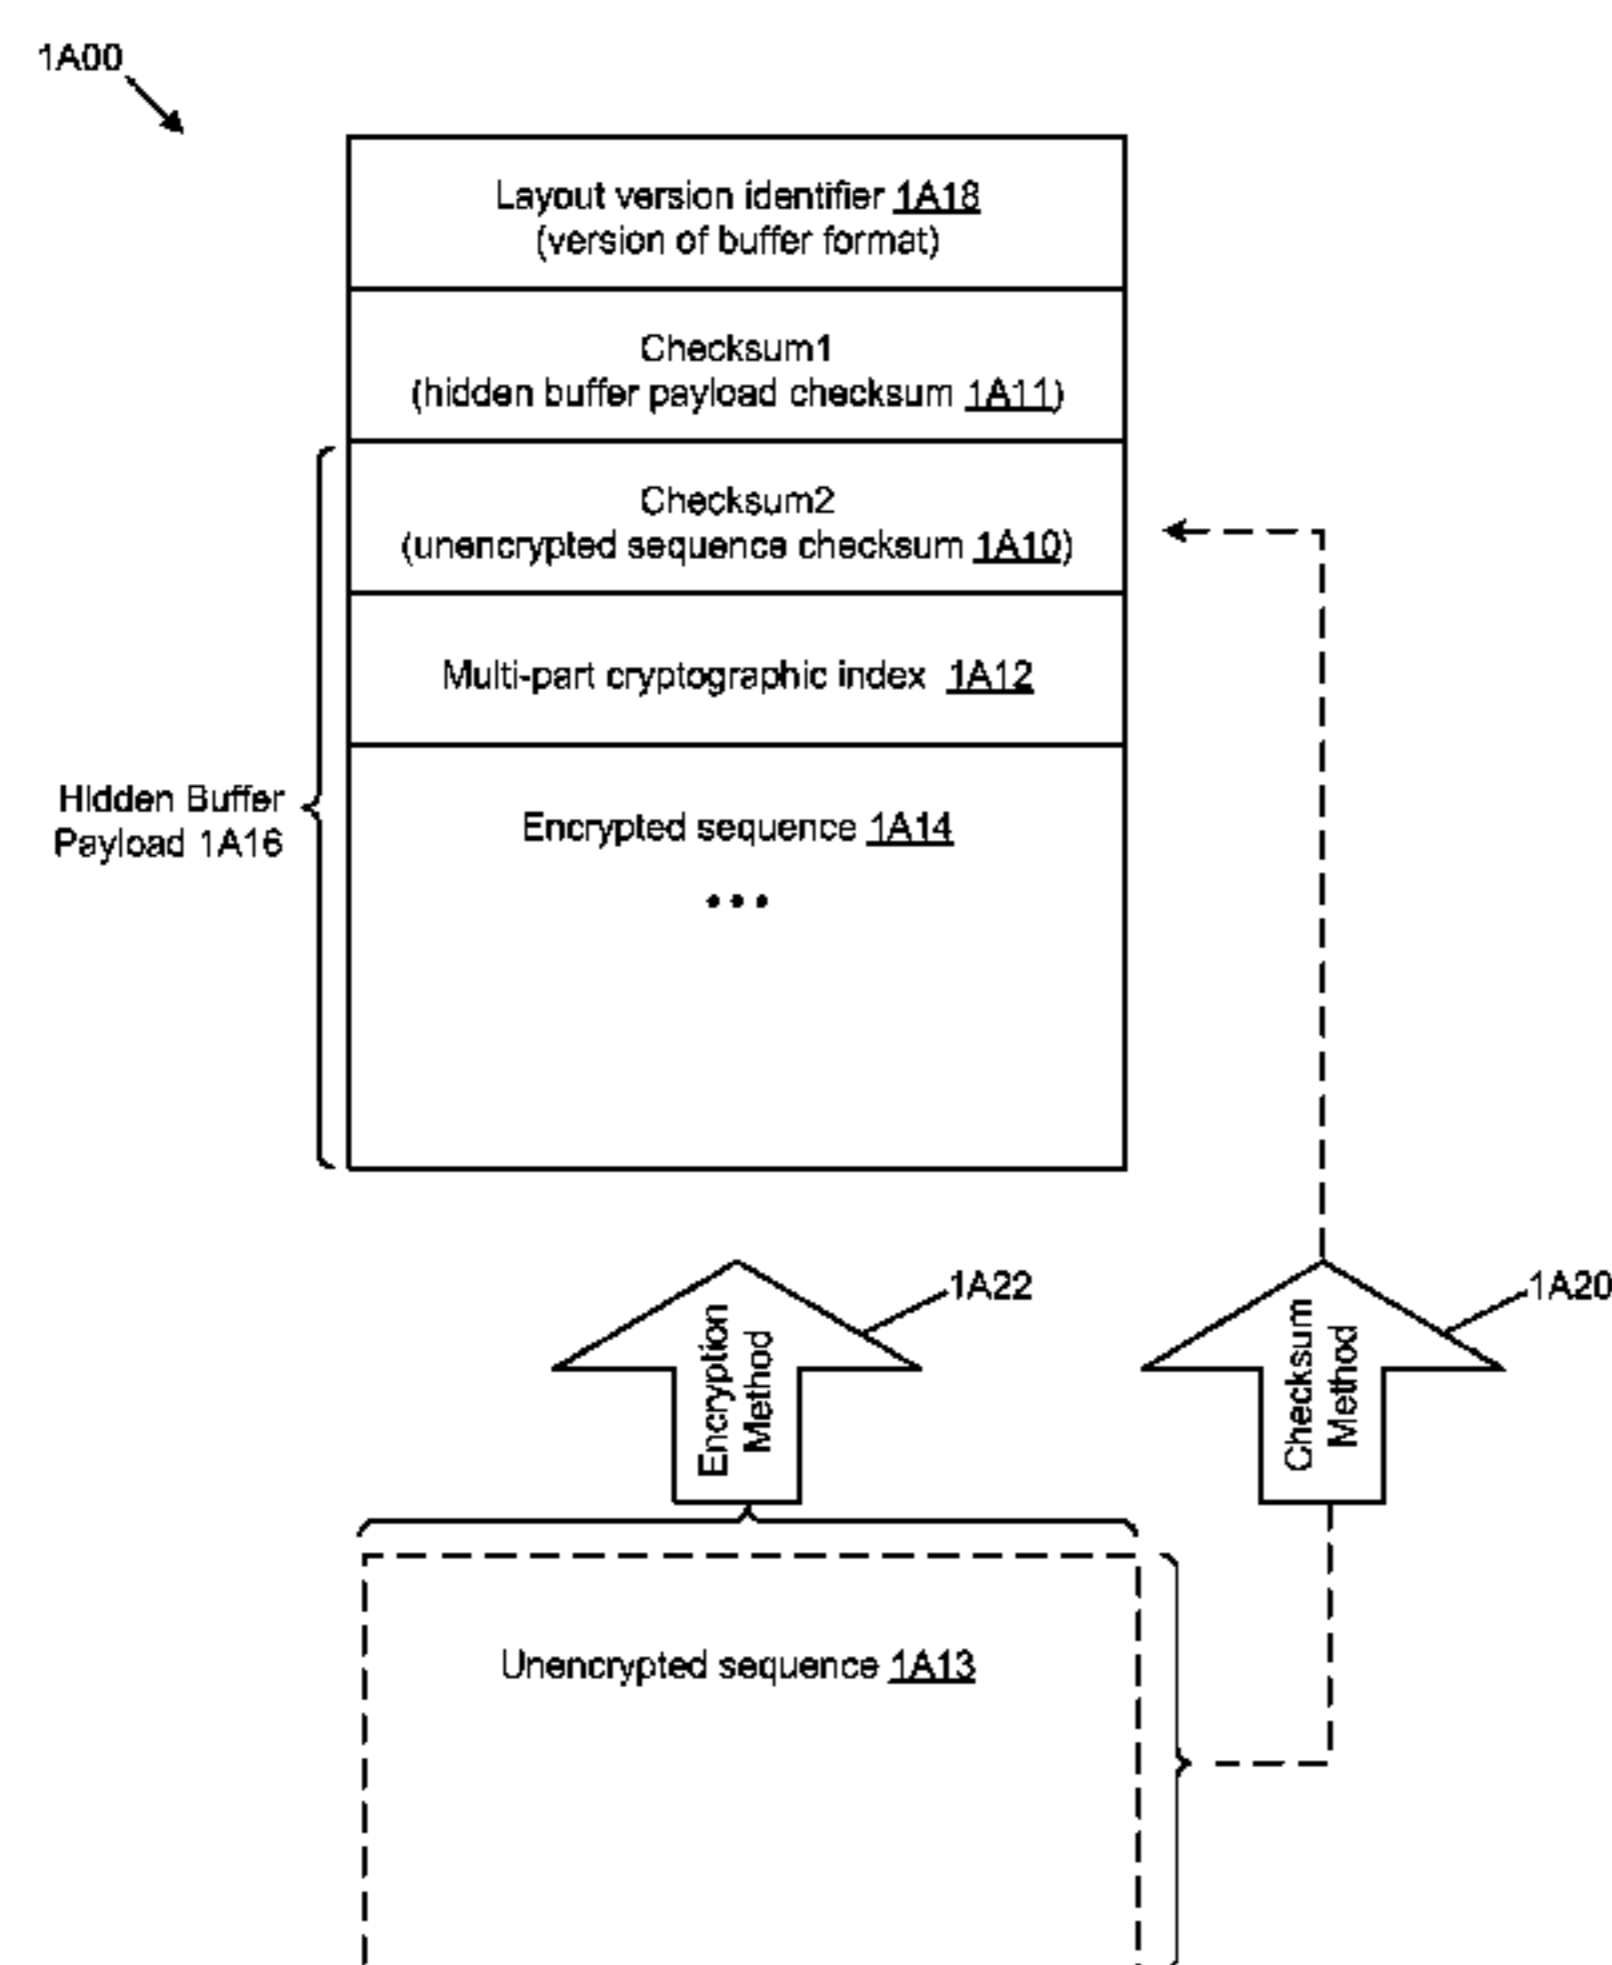 1A00
Layout version identifier 1A18
(version of buffer format)
Checksum1
(hidden buffer payload checksum 1A11)
Checksum2
(unencrypted sequence checksum 1A10)
Multi-part cryptographic index 1A12
Hidden Buffer
Payload 1A16
Encrypted sequence 1A14
•••
1A22
1A20
Encryption
Method
Checksum
Method
Unencrypted sequence 1A13